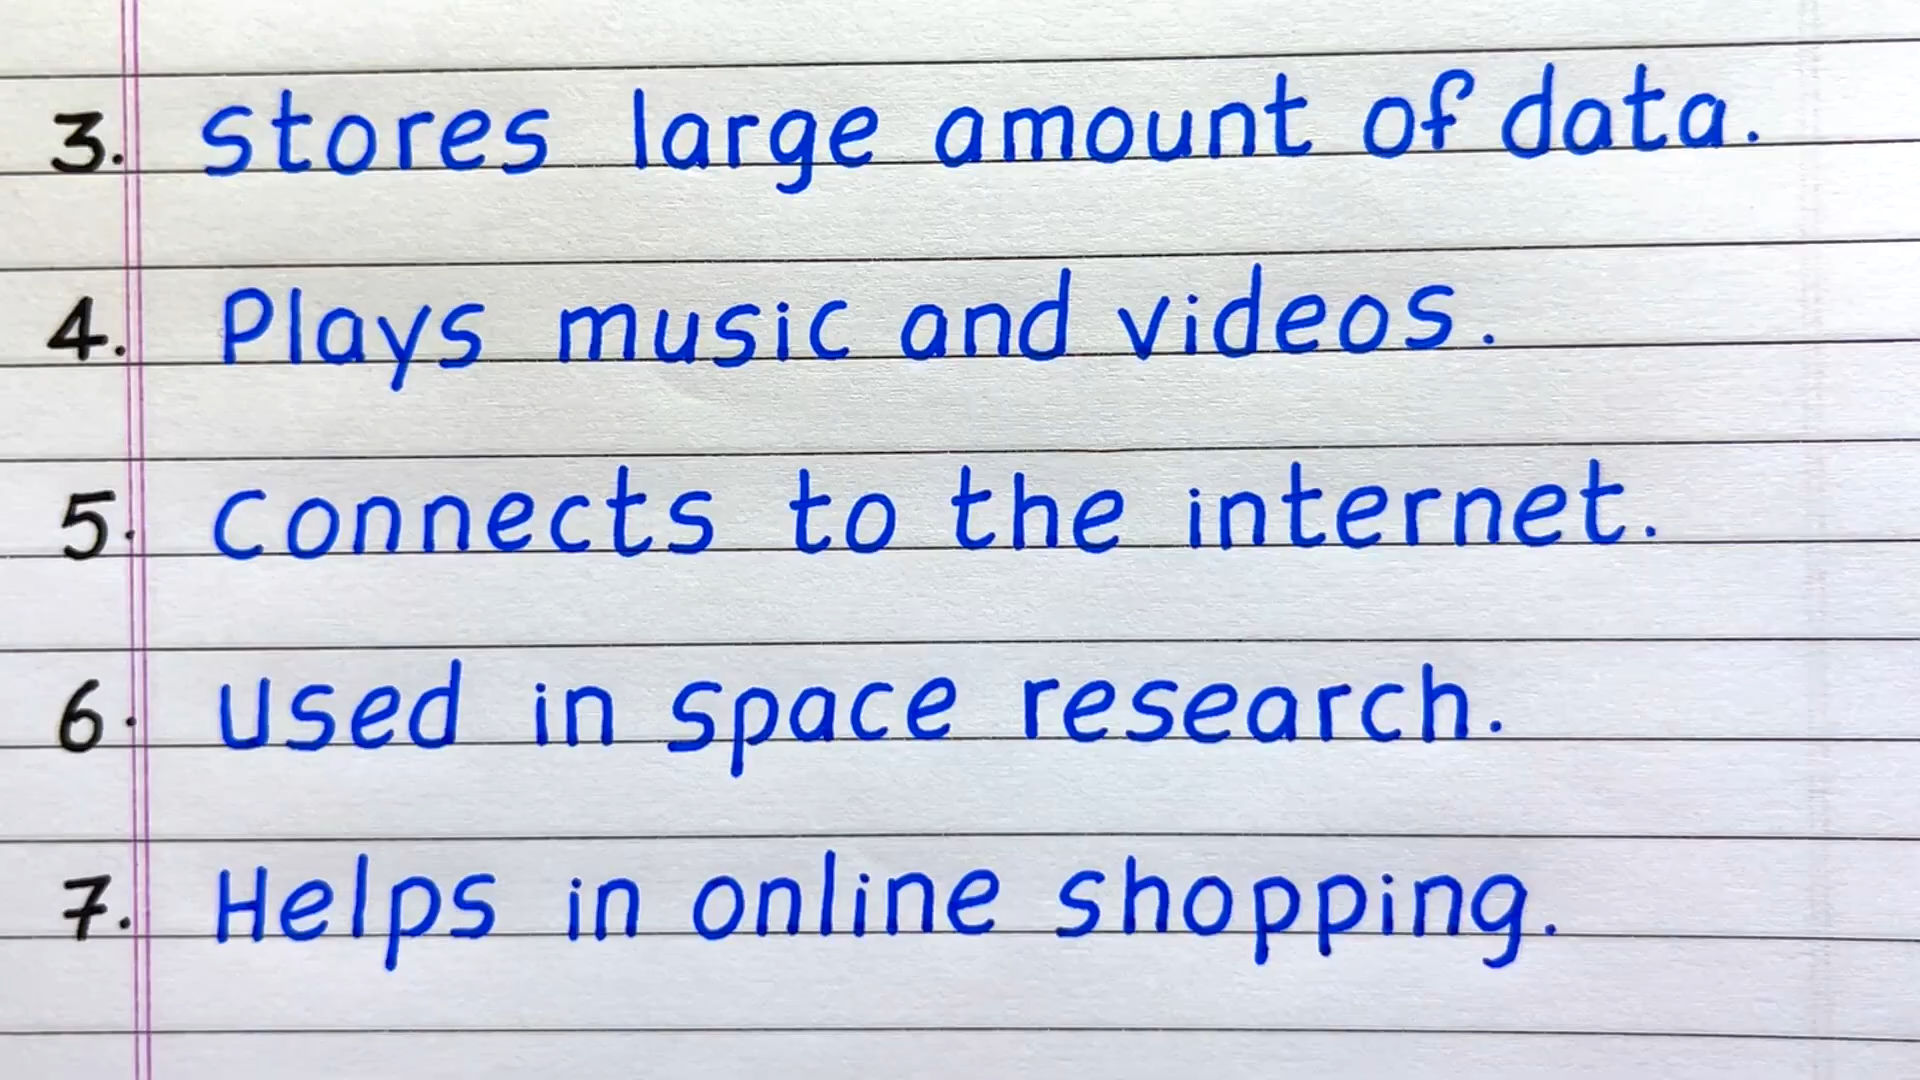 3. Stores large amount of data.
4. Plays music and videos.
5. Connects to the internet.
6. Used in space research.
7. Helps in online shopping.